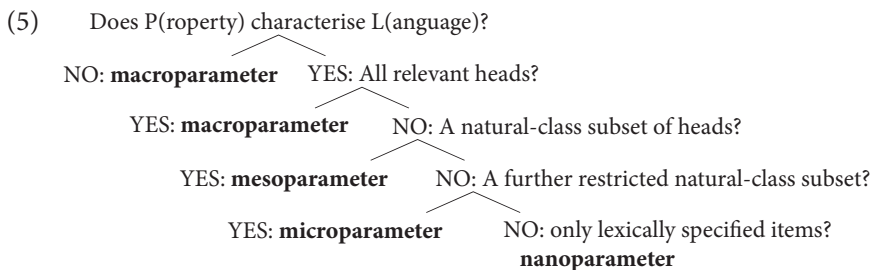 (5) Does P(roperty) characterise L(anguage)?
NO: macroparameter YES: All relevant heads?
YES: macroparameter NO: A natural-class subset of heads?
YES: mesoparameter NO: A further restricted natural-class subset?
YES: microparameter NO: only lexically specified items?
nanoparameter